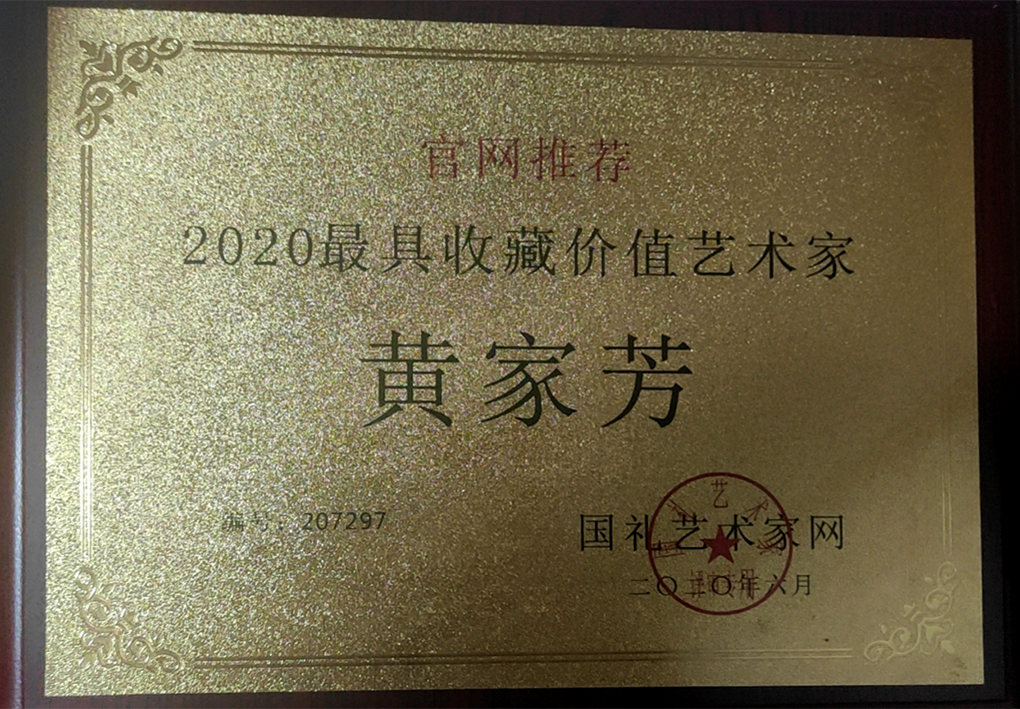 官网推荐
2020最具收藏价值艺术家
黄家芳
编号：207297
国礼艺术家网
二〇二〇年六月